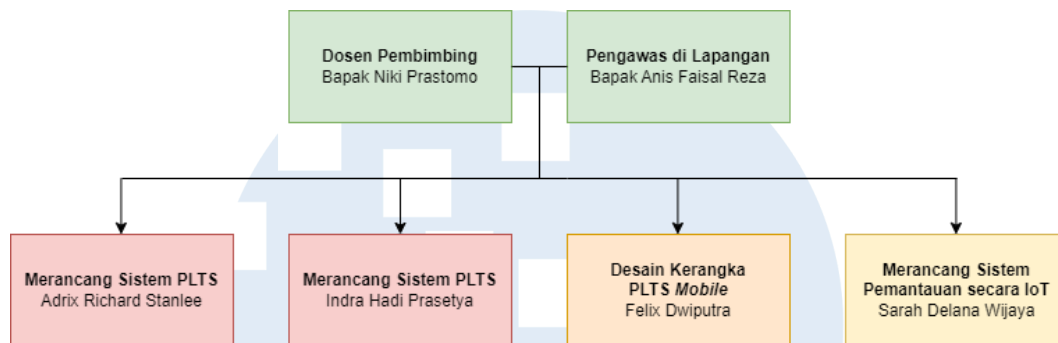 Dosen Pembimbing
Bapak Niki Prastomo
Pengawas di Lapangan
Bapak Anis Faisal Reza
Merancang Sistem PLTS
Adrix Richard Stanlee
Merancang Sistem PLTS
Indra Hadi Prasetya
Desain Kerangka
PLTS Mobile
Felix Dwiputra
Merancang Sistem
Pemantauan secara IoT
Sarah Delana Wijaya